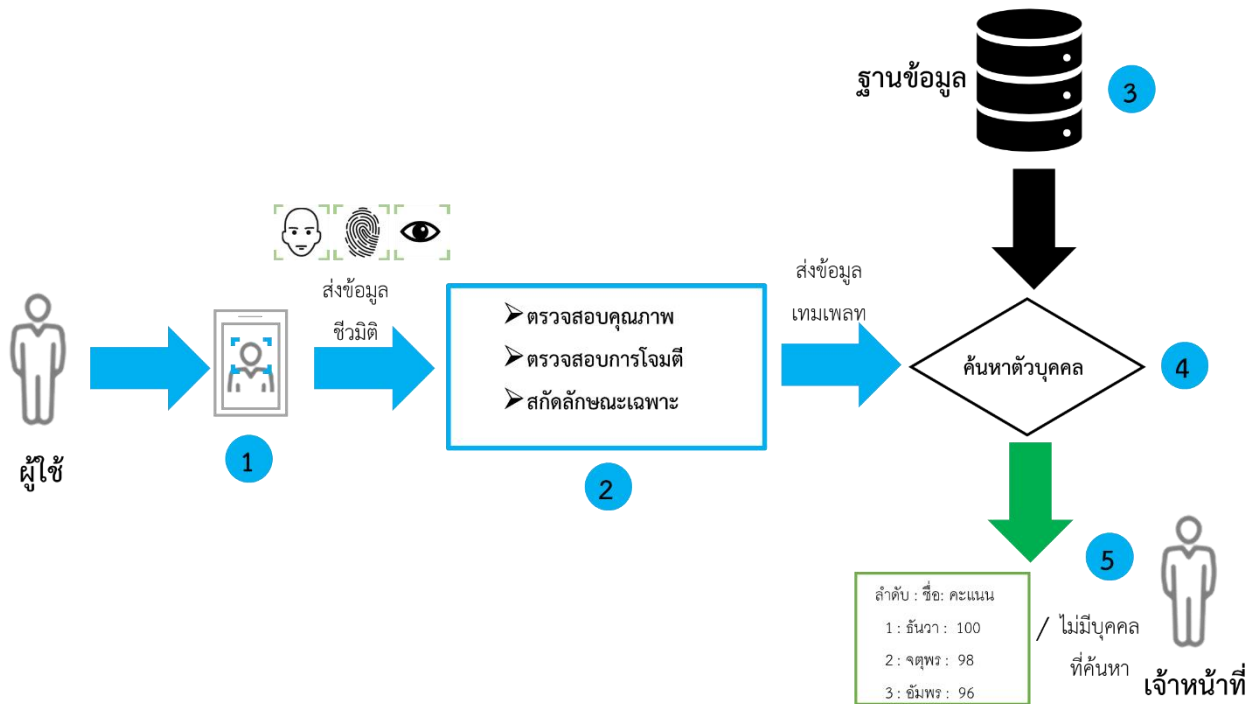 ฐานข้อมูล
3
ส่งข้อมูล
ชีวมิติ
ตรวจสอบคุณภาพ
ตรวจสอบการโจมตี
สกัดลักษณะเฉพาะ
ส่งข้อมูล
เทมเพลท
ค้นหาตัวบุคคล
4
ผู้ใช้
1
2
5
ลำดับ : ชื่อ: คะแนน
1 : ธันวา : 100
2 : จตุพร : 98
3 : อัมพร : 96
/ ไม่มีบุคคล
ที่ค้นหา
เจ้าหน้าที่